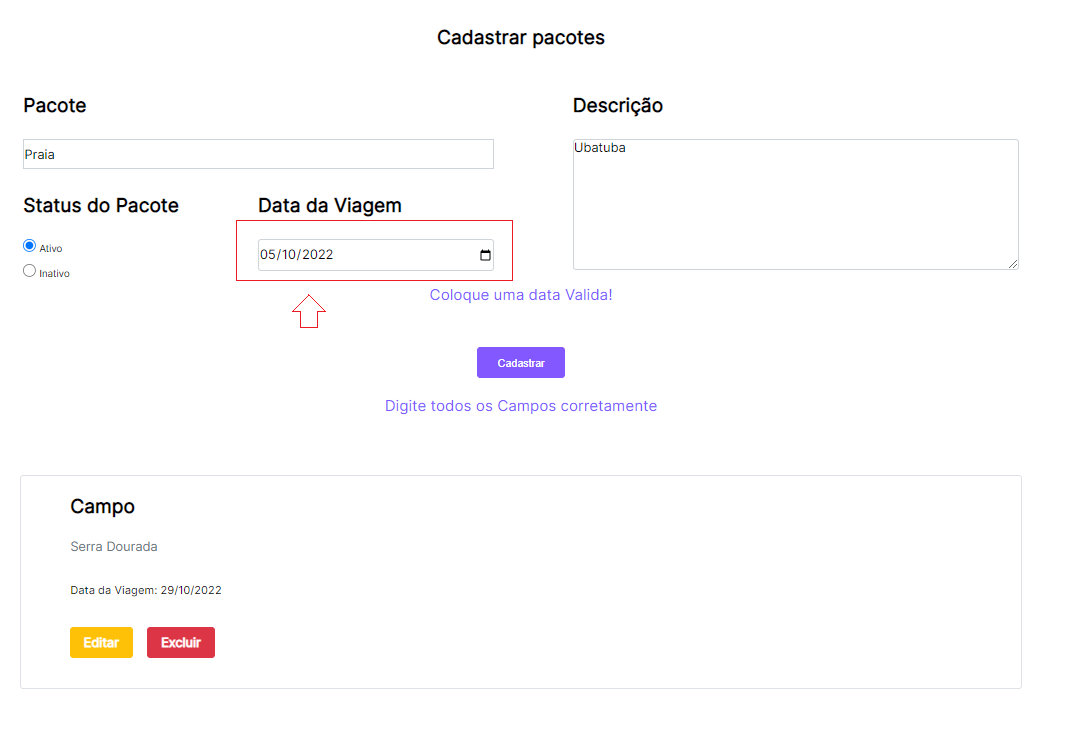 Cadastrar pacotes
Pacote
Praia
Status do Pacote
Ativo
Inativo
Data da Viagem
05/10/2022
Descrição
Ubatuba
Coloque uma data Valida!
Cadastrar
Digite todos os Campos corretamente
Campo
Serra Dourada
Data da Viagem: 29/10/2022
Editar Excluir